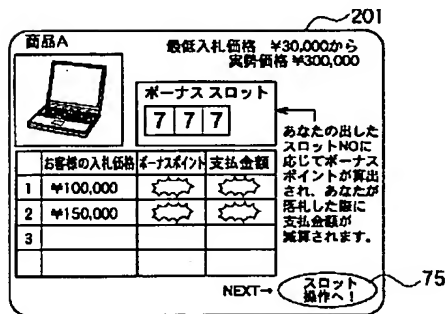 201
商品A
最低入札価格 ¥30,000から
実勢価格 ¥300,000
ボーナス スロット
7 7 7
あなたの出した
スロットNOに
応じてボーナス
ポイントが算出
され、あなたが
落札した際に
支払金額が
減算されます。
お客様の入札価格 ボーナスポイント 支払金額
1 ¥100,000
2 ¥150,000
3
NEXT→
スロット
操作へ!
75